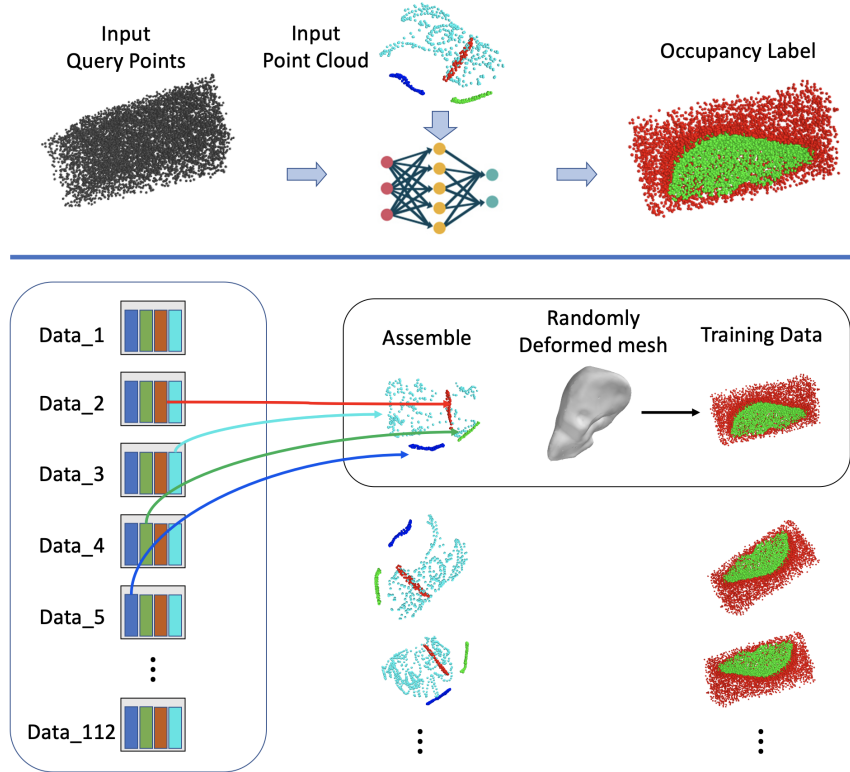 Input
Query Points
Input
Point Cloud
Occupancy Label
Data_1
Data_2
Data_3
Data_4
Data_5
Data_112
Assemble
Randomly
Deformed mesh
Training Data